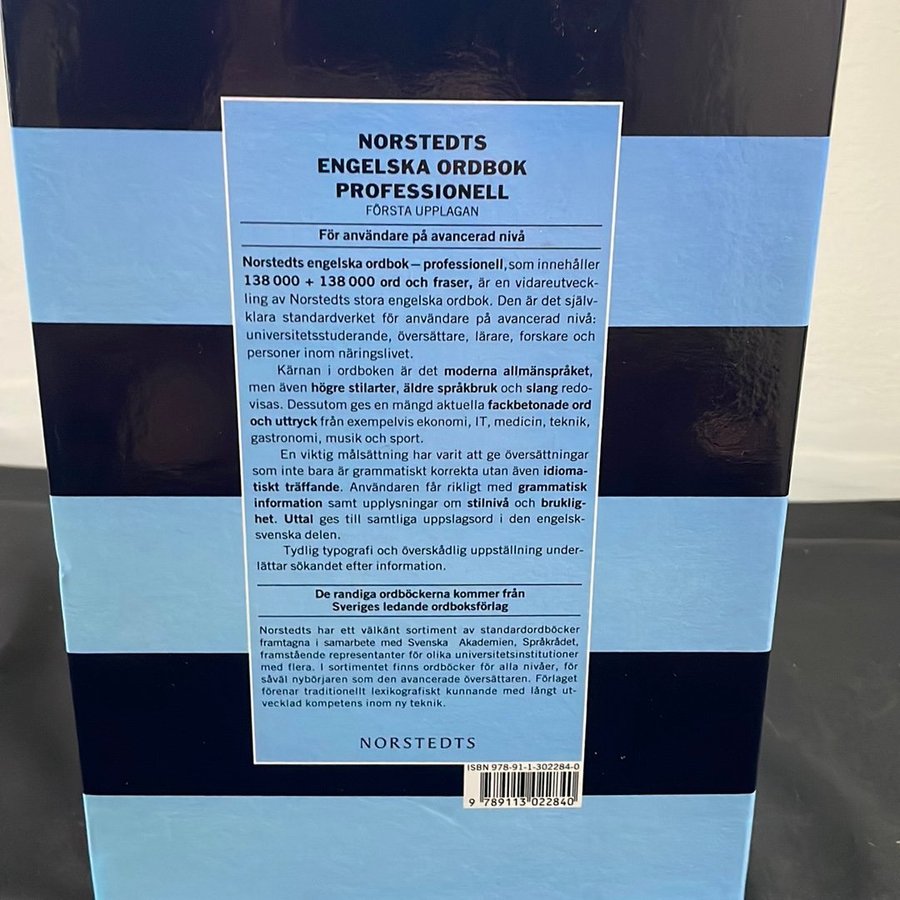 NORSTEDTS
ENGELSKA ORDBOK
PROFESSIONELL
FÖRSTA UPPLAGAN
För användare på avancerad nivå
Norstedts engelska ordbok – professionell, som innehåller
138 000 + 138 000 ord och fraser, är en vidareutveck-
ling av Norstedts stora engelska ordbok. Den är det själv-
klara standardverket för användare på avancerad nivå:
universitetsstuderande, översättare, lärare, forskare och
personer inom näringslivet.
Kärnan i ordboken är det moderna allmänspråket,
men även högre stilarter, äldre språkbruk och slang redo-
visas. Dessutom ges en mängd aktuella fackbetonade ord
och uttryck från exempelvis ekonomi, IT, medicin, teknik,
gastronomi, musik och sport.
En viktig målsättning har varit att ge översättningar
som inte bara är grammatiskt korrekta utan även idioma-
tiskt träffande. Användaren får rikligt med grammatisk
information samt upplysningar om stilnivå och bruklig-
het. Uttal ges till samtliga uppslagsord i den engelsk-
svenska delen.
Tydlig typografi och överskådlig uppställning under-
lättar sökandet efter information.
De randiga ordböckerna kommer från
Sveriges ledande ordboksförlag
Norstedts har ett välkänt sortiment av standardordböcker
framtagna i samarbete med Svenska Akademien, Språkrådet,
framstående representanter för olika universitetsinstitutioner
med flera. I sortimentet finns ordböcker för alla nivåer, för
såväl nybörjaren som den avancerade översättaren. Förlaget
förenar traditionellt lexikografiskt kunnande med långt ut-
vecklad kompetens inom ny teknik.
NORSTEDTS
ISBN 978-91-1-302284-0
9 789113 022840